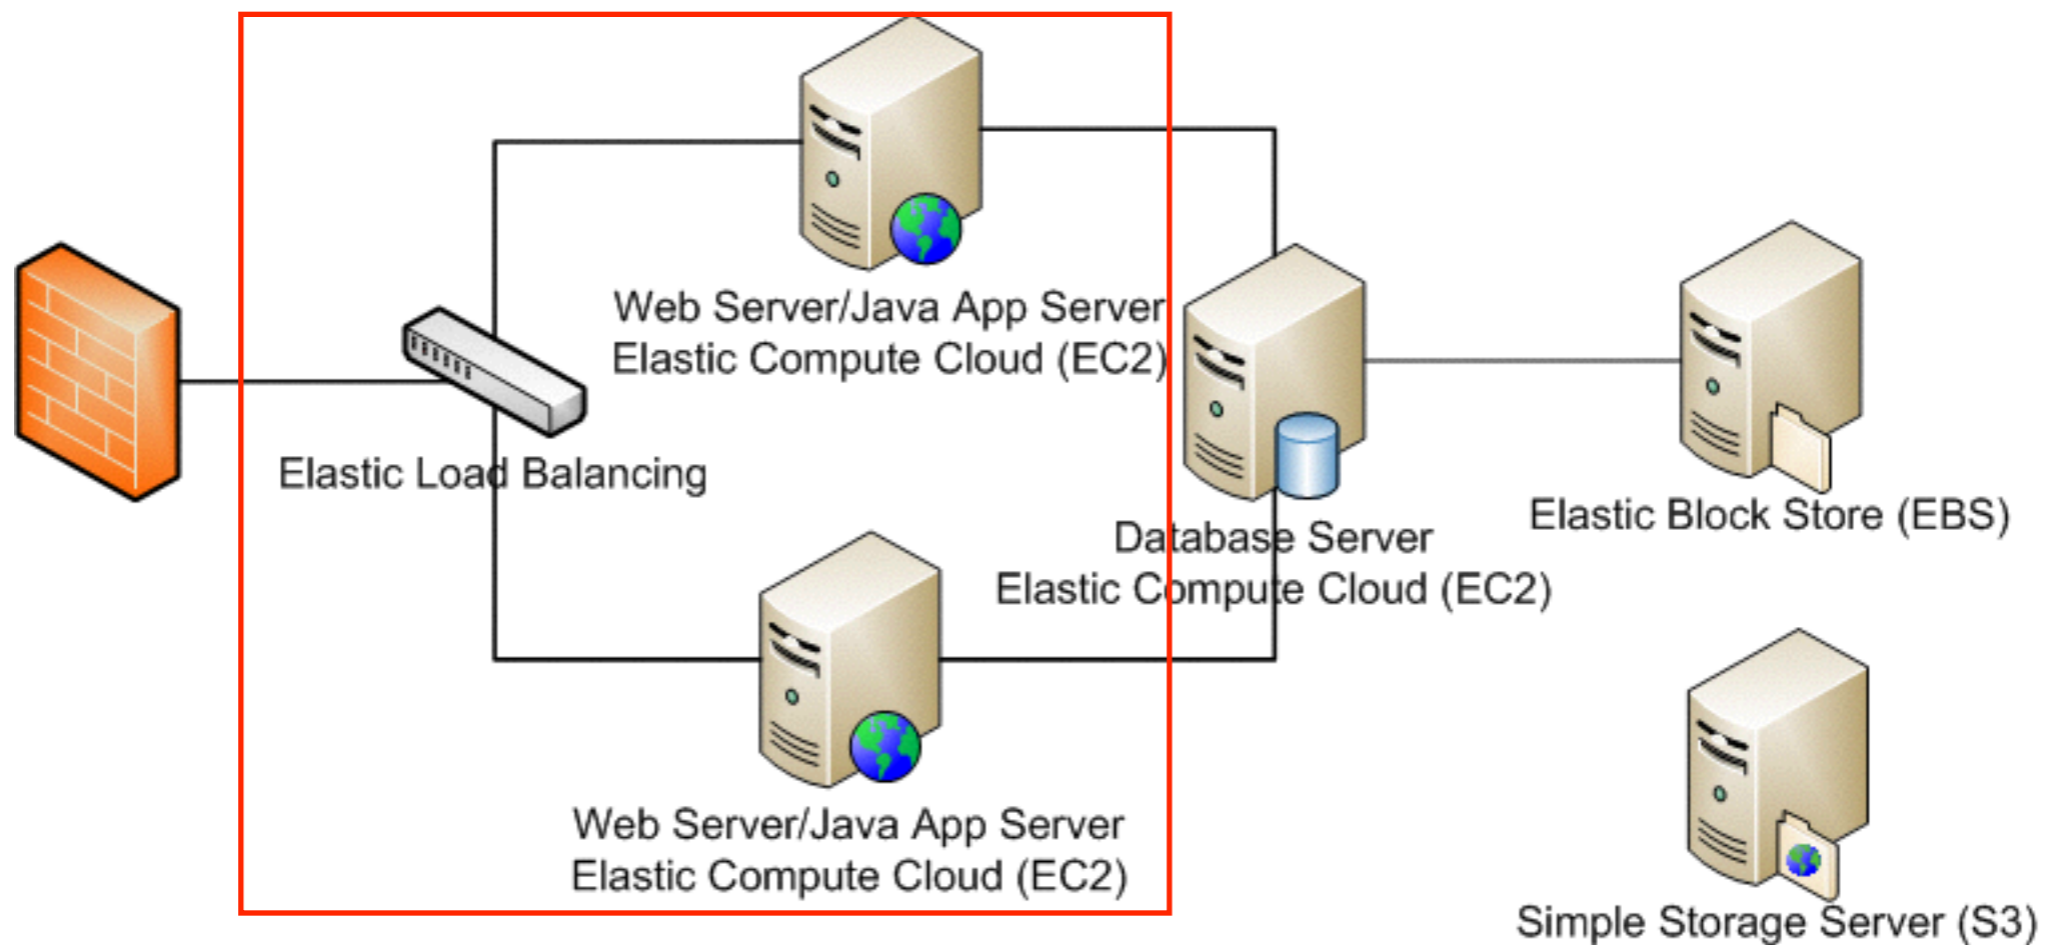 Web Server/Java App Server
Elastic Compute Cloud (EC2)
Elastic Load Balancing
Database Server
Elastic Compute Cloud (EC2)
Elastic Block Store (EBS)
Web Server/Java App Server
Elastic Compute Cloud (EC2)
Simple Storage Server (S3)